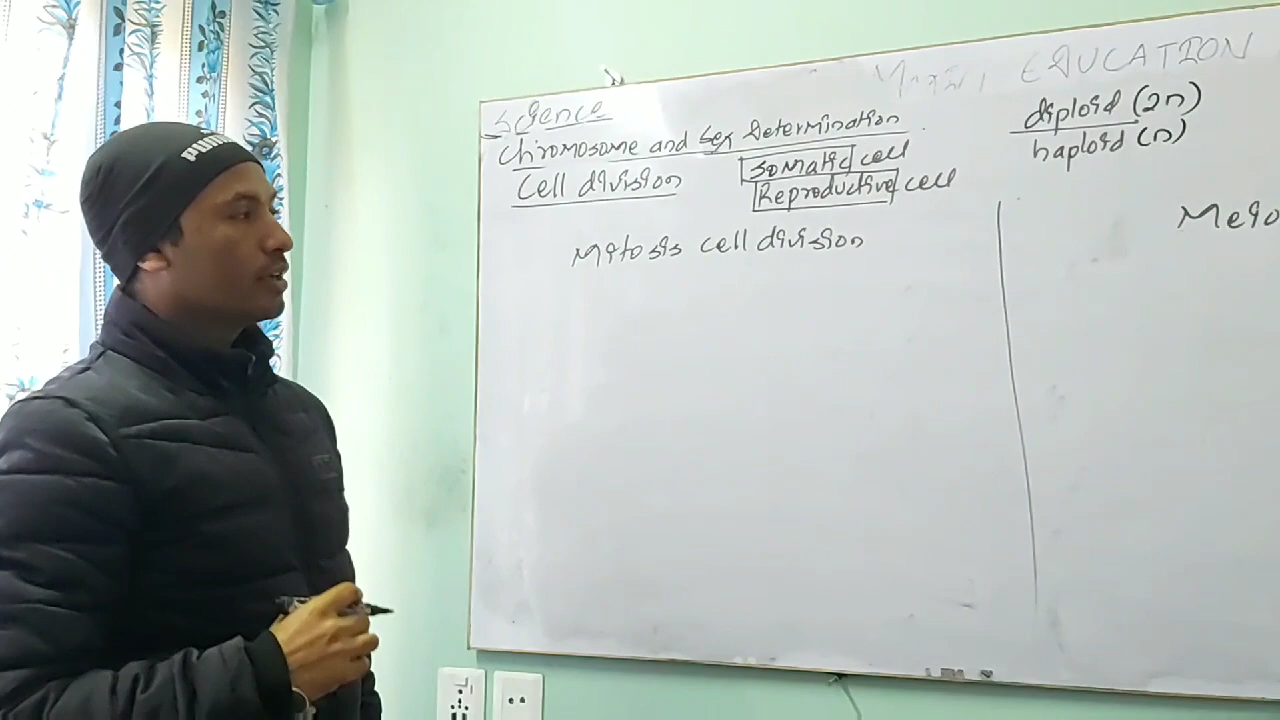 EDUCATION
Science
Chromosome and Sex Determination
Cell division
Somatic cell
Reproductive cell
diploid (2n)
haploid (n)
Mitosis cell division
Meio
PUMA